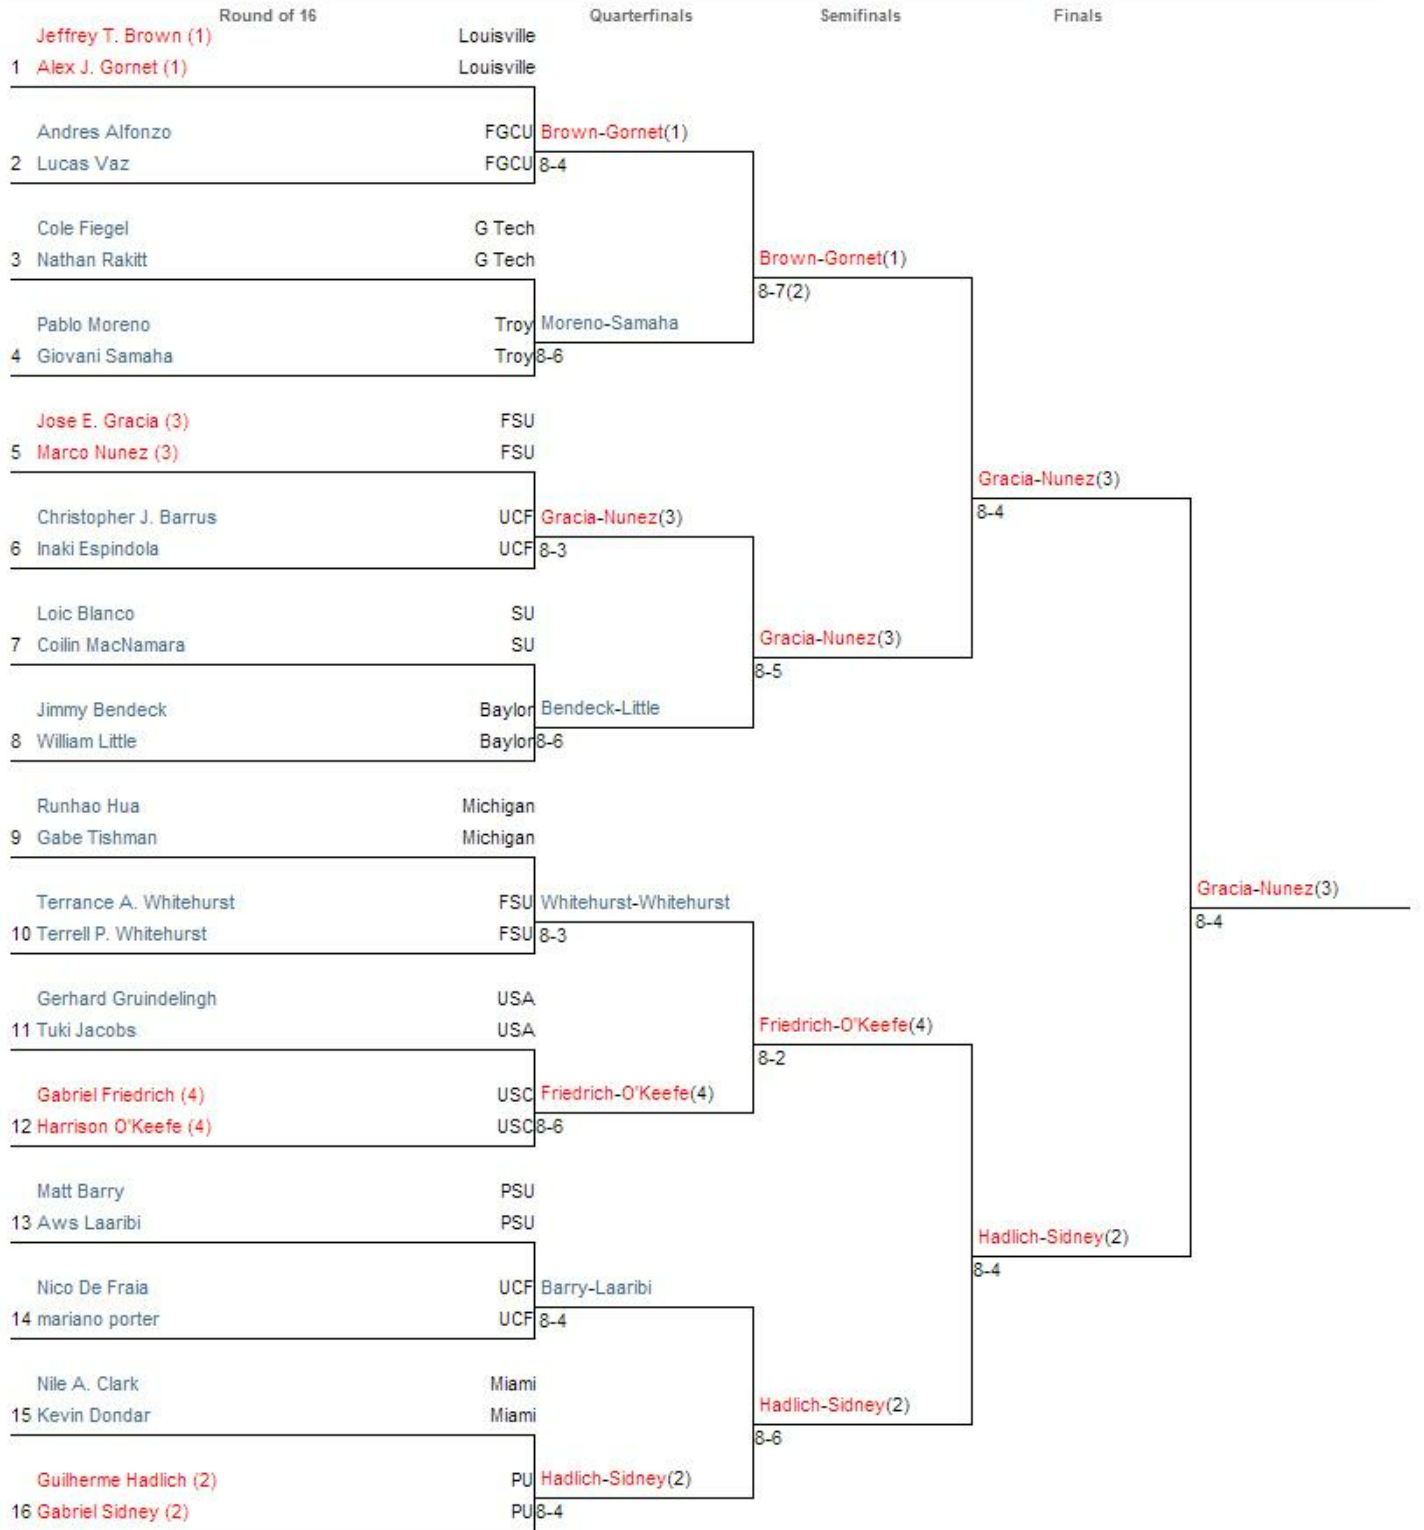 Round of 16 Quarterfinals Semifinals Finals
Jeffrey T. Brown (1) Louisville
1 Alex J. Gornet (1) Louisville
Andres Alfonzo FGCU Brown-Gornet(1)
2 Lucas Vaz FGCU 8-4
Cole Fiegel G Tech
3 Nathan Rakitt G Tech Brown-Gornet(1)
8-7(2)
Pablo Moreno Troy Moreno-Samaha
4 Giovani Samaha Troy 8-6
Jose E. Gracia (3) FSU
5 Marco Nunez (3) FSU
Gracia-Nunez(3)
Christopher J. Barrus UCF Gracia-Nunez(3) 8-4
6 Inaki Espindola UCF 8-3
Loic Blanco SU
7 Coilin MacNamara SU Gracia-Nunez(3)
8-5
Jimmy Bendeck Baylor Bendeck-Little
8 William Little Baylor 8-6
Runhao Hua Michigan
9 Gabe Tishman Michigan
Gracia-Nunez(3)
Terrance A. Whitehurst FSU Whitehurst-Whitehurst 8-4
10 Terrell P. Whitehurst FSU 8-3
Gerhard Gruindelingh USA
11 Tuki Jacobs USA Friedrich-O'Keefe(4)
8-2
Gabriel Friedrich (4) USC Friedrich-O'Keefe(4)
12 Harrison O'Keefe (4) USC 8-6
Matt Barry PSU
13 Aws Laaribi PSU Hadlich-Sidney(2)
8-4
Nico De Fraia UCF Barry-Laaribi
14 mariano porter UCF 8-4
Nile A. Clark Miami
15 Kevin Dondar Miami Hadlich-Sidney(2)
8-6
Guilherme Hadlich (2) PU Hadlich-Sidney(2)
16 Gabriel Sidney (2) PU 8-4